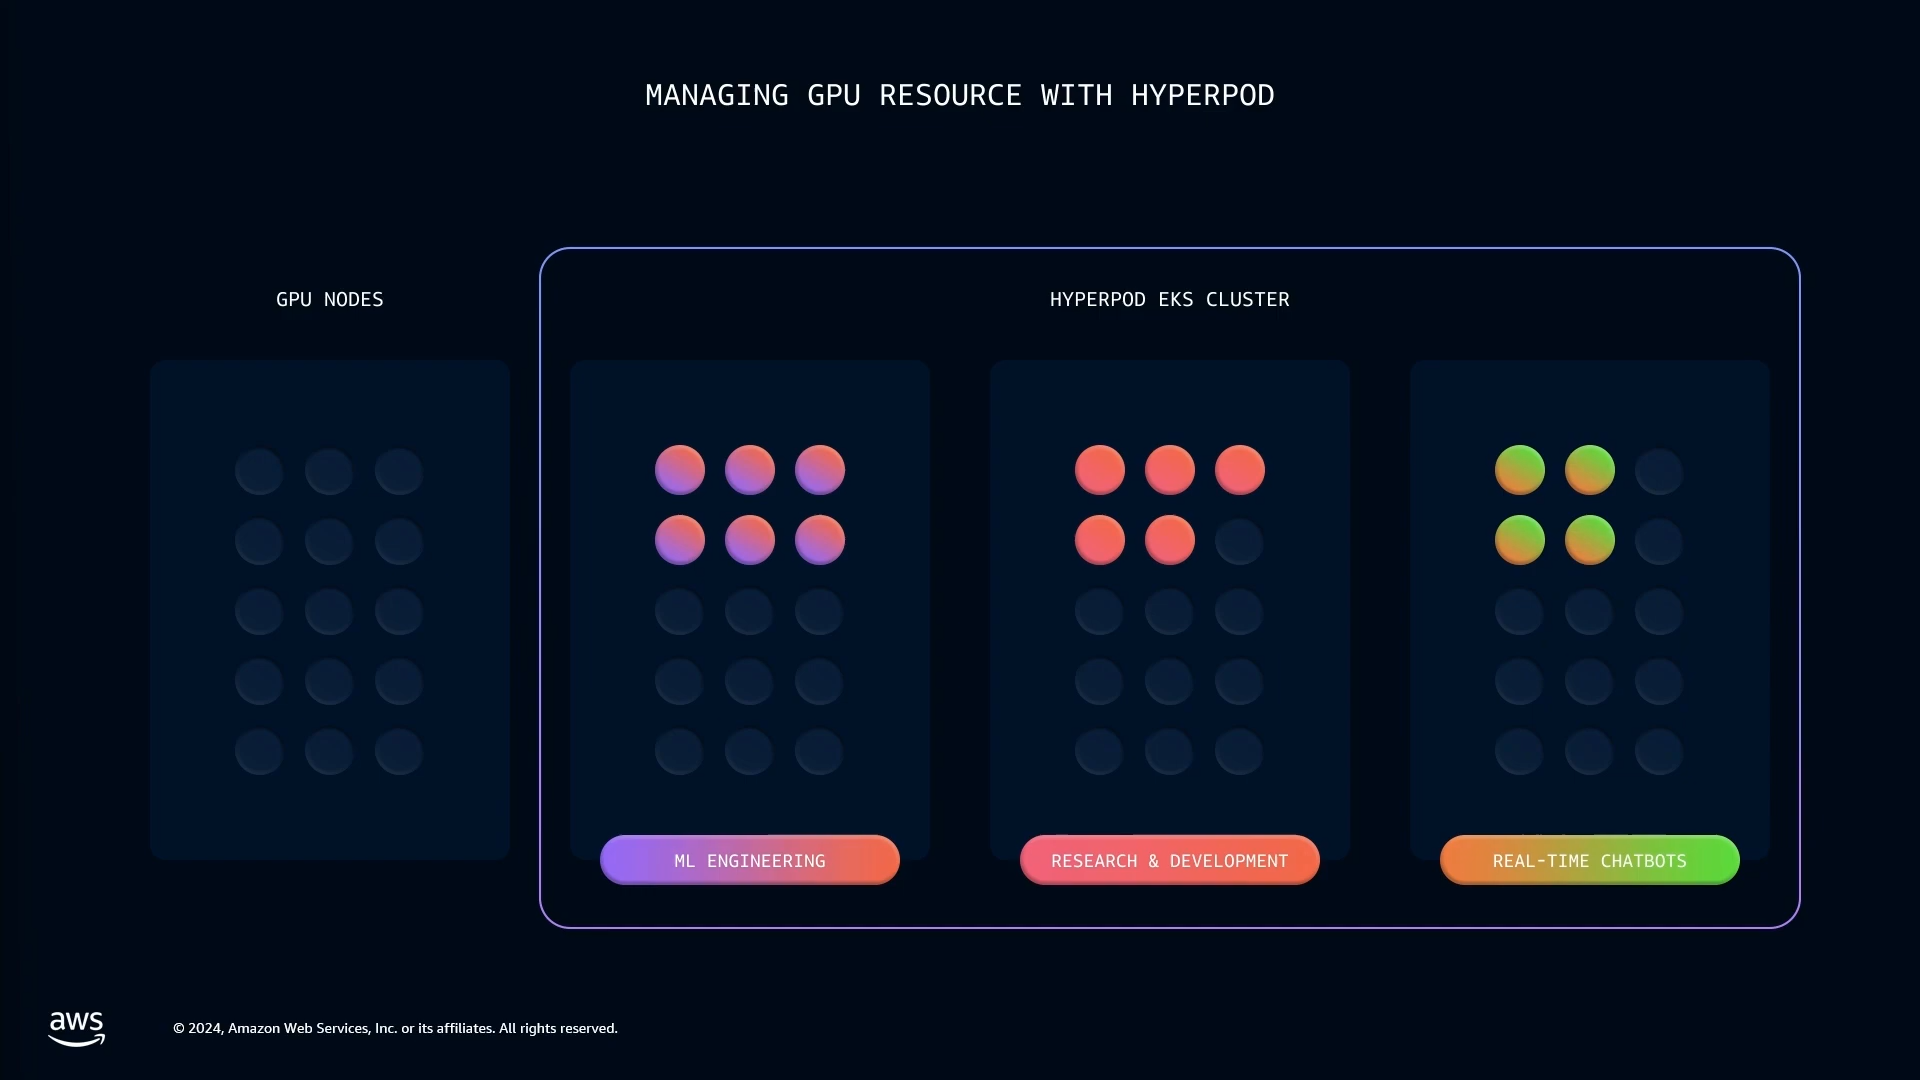 MANAGING GPU RESOURCE WITH HYPERPOD
GPU NODES
HYPERPOD EKS CLUSTER
ML ENGINEERING
RESEARCH & DEVELOPMENT
REAL-TIME CHATBOTS
aws
© 2024, Amazon Web Services, Inc. or its affiliates. All rights reserved.